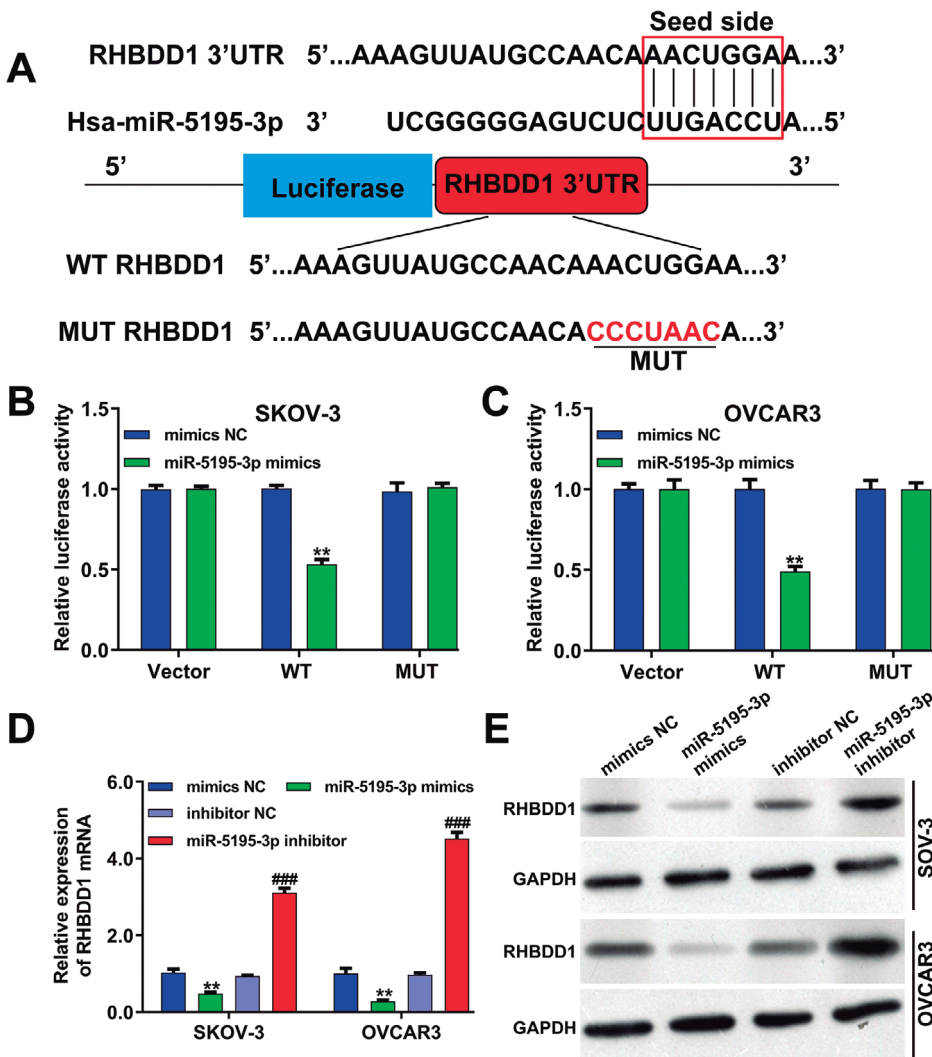 A
Seed side
RHBDD1 3’UTR 5’...AAAGUUAUGCCAACAAACUGGAA...3’
Hsa-miR-5195-3p 3’ UCGGGGGAGUCUCUUGACCUA...5’
5’ 3’
Luciferase RHBDD1 3’UTR
WT RHBDD1 5’...AAAGUUAUGCCAACAAACUGGAA...3’
MUT RHBDD1 5’...AAAGUUAUGCCAACACCCUAACA...3’
MUT
B
SKOV-3
mimics NC
miR-5195-3p mimics
Relative luciferase activity
1.5
1.0
0.5
0.0
Vector WT MUT
C
OVCAR3
mimics NC
miR-5195-3p mimics
Relative luciferase activity
1.5
1.0
0.5
0.0
Vector WT MUT
**
**
D
mimics NC miR-5195-3p mimics
inhibitor NC
miR-5195-3p inhibitor
Relative expression
of RHBDD1 mRNA
6.0
4.0
2.0
0.0
** ### ** ###
SKOV-3 OVCAR3
E
mimics NC
miR-5195-3p
mimics
inhibitor NC
miR-5195-3p
inhibitor
RHBDD1
GAPDH
SOV-3
RHBDD1
GAPDH
OVCAR3